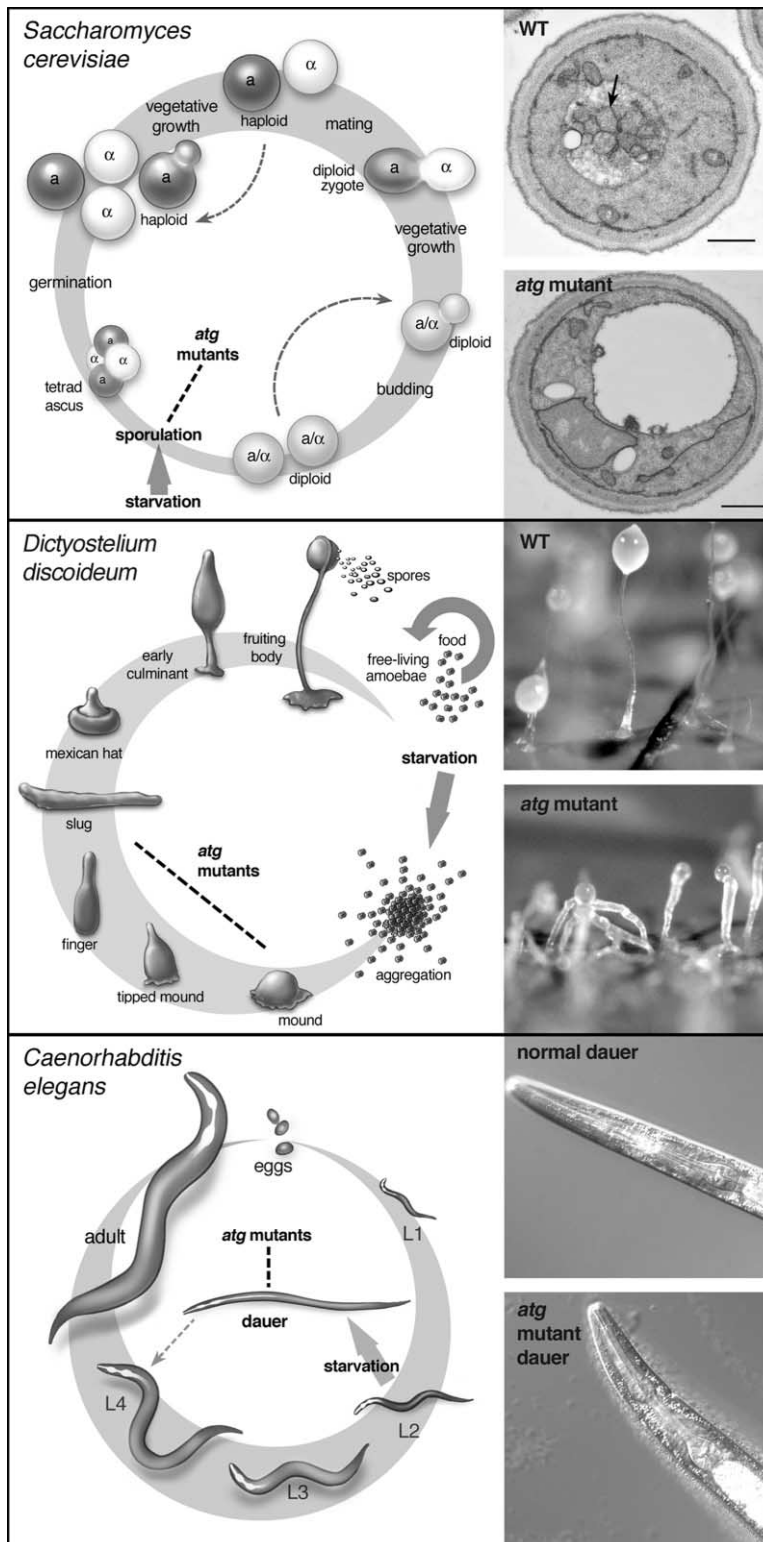 Saccharomyces
cerevisiae
a
α
haploid
mating
vegetative
growth
a
α
α
a
haploid
diploid
zygote
a
α
vegetative
growth
germination
a/α
diploid
budding
a
α
α
a
tetrad
ascus
atg
mutants
sporulation
starvation
a/α
a/α
diploid
WT
atg mutant
Dictyostelium
discoideum
spores
food
free-living
amoebae
fruiting
body
early
culminant
mexican hat
starvation
slug
atg
mutants
finger
aggregation
tipped mound
mound
WT
atg mutant
Caenorhabditis
elegans
eggs
L1
adult
atg mutants
dauer
starvation
L4
L2
L3
normal dauer
atg
mutant
dauer